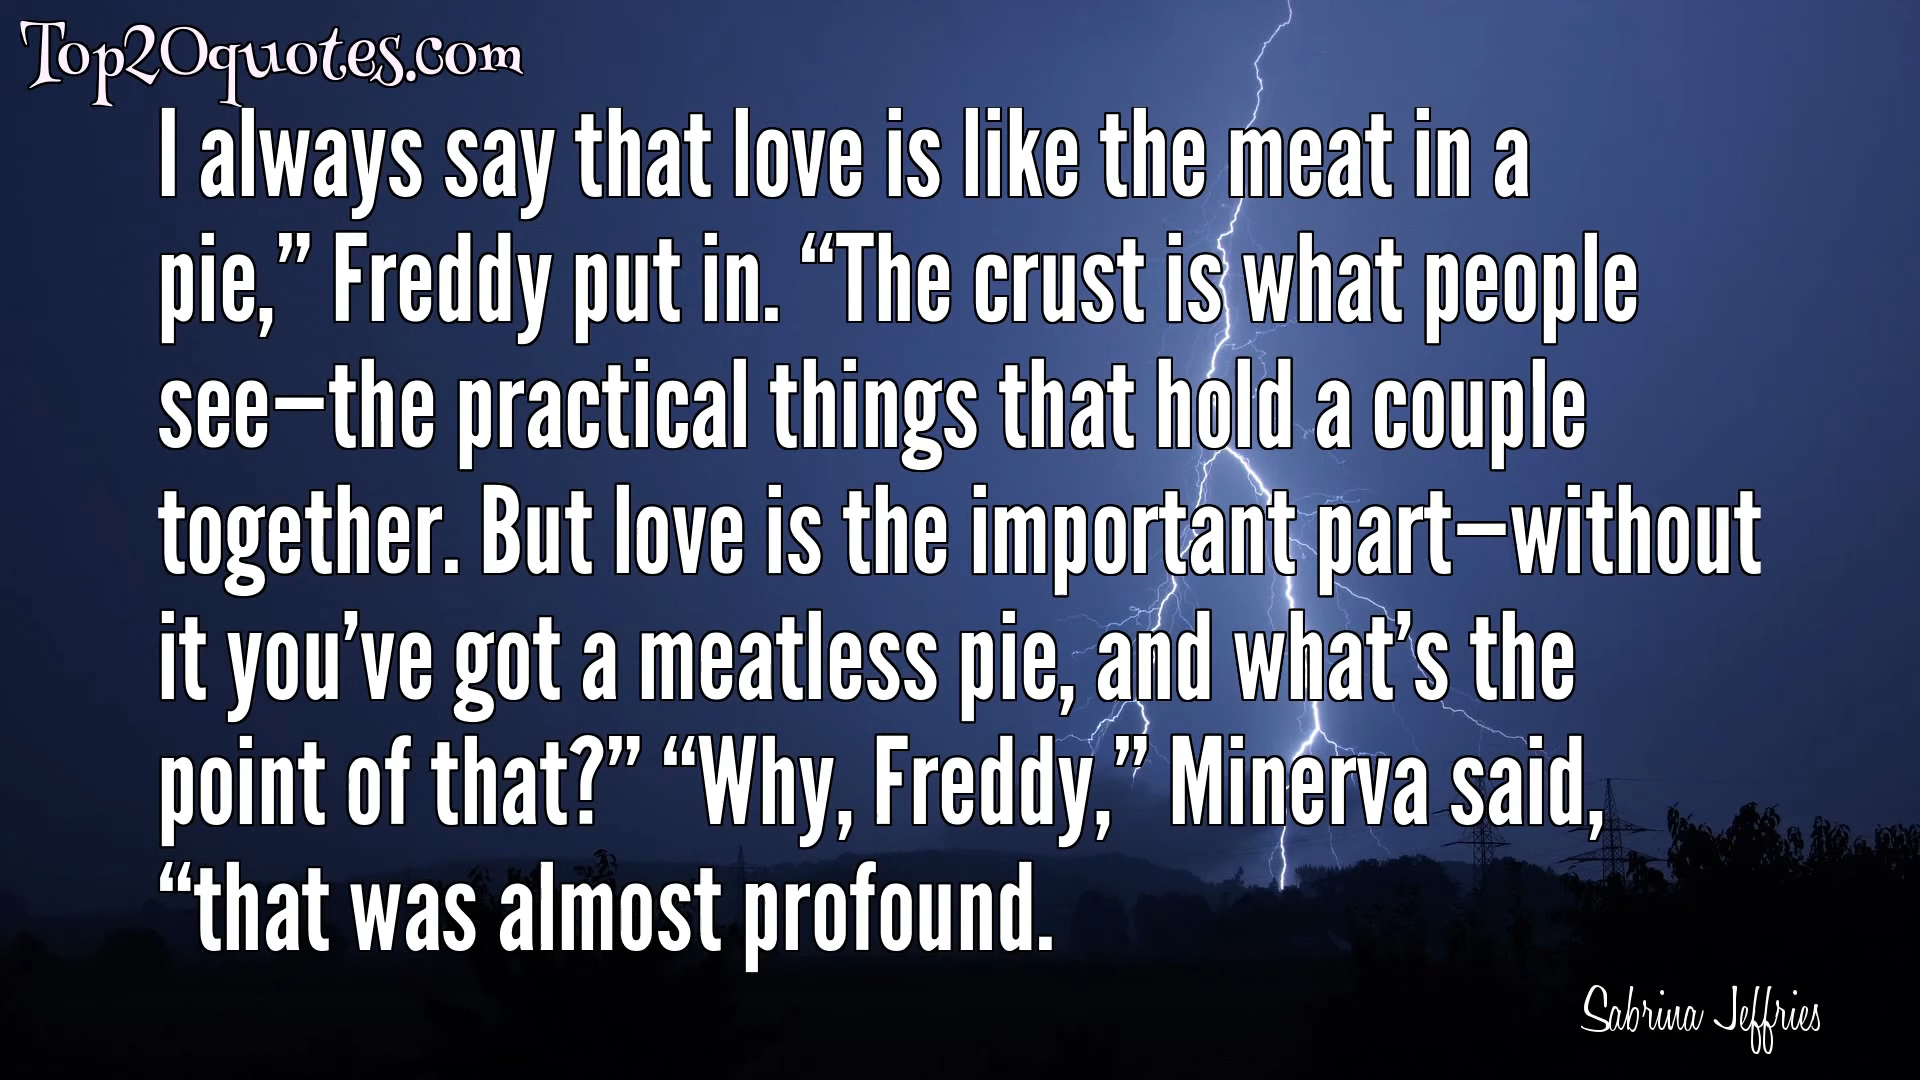 Top20quotes.com
I always say that love is like the meat in a
pie,” Freddy put in. “The crust is what people
see—the practical things that hold a couple
together. But love is the important part—without
it you’ve got a meatless pie, and what’s the
point of that?” “Why, Freddy,” Minerva said,
“that was almost profound.
Sabrina Jeffries